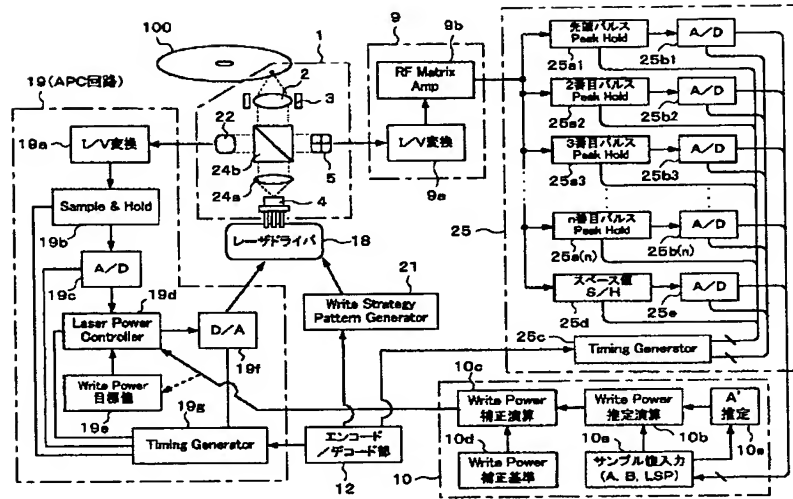 100
1
2
3
22
24b
5
24a
4
9
9b
RF Matrix
Amp
I/V変換
9a
先頭パルス
Peak Hold
25a1
A/D
25b1
2番目パルス
Peak Hold
25a2
A/D
25b2
3番目パルス
Peak Hold
25a3
A/D
25b3
n番目パルス
Peak Hold
25a(n)
A/D
25b(n)
スペース値
S/H
25d
A/D
25e
25
25c
Timing Generator
19(APC回路)
19a
I/V変換
Sample & Hold
19b
A/D
19c
19d
Laser Power
Controller
D/A
19f
Write Power
目標値
19e
19g
Timing Generator
レーザドライバ
18
21
Write Strategy
Pattern Generator
エンコード
/デコード部
12
10c
Write Power
補正演算
Write Power
推定演算
10b
A'
推定
10e
10d
Write Power
補正基準
10a
サンプル値入力
(A, B, LSP)
10